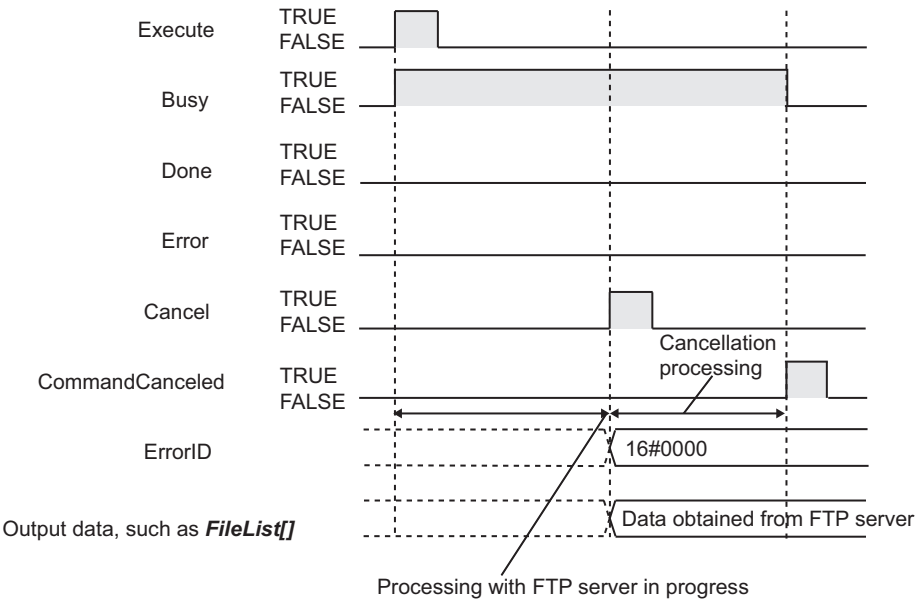 Execute
TRUE
FALSE
Busy
TRUE
FALSE
Done
TRUE
FALSE
Error
TRUE
FALSE
Cancel
TRUE
FALSE
Cancellation
processing
CommandCanceled
TRUE
FALSE
ErrorID
16#0000
Output data, such as FileList[]
Data obtained from FTP server
Processing with FTP server in progress